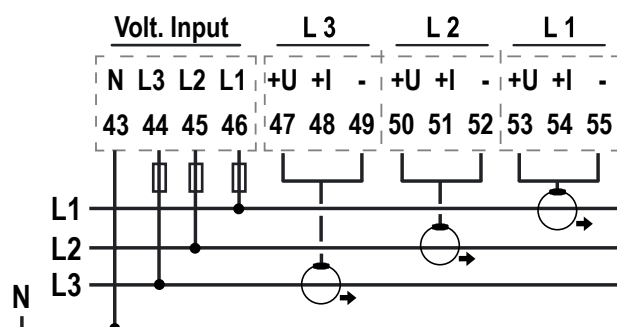 Volt. Input L 3 L 2 L 1
N L3 L2 L1 +U +I - +U +I - +U +I -
43 44 45 46 47 48 49 50 51 52 53 54 55
L1
L2
L3
N